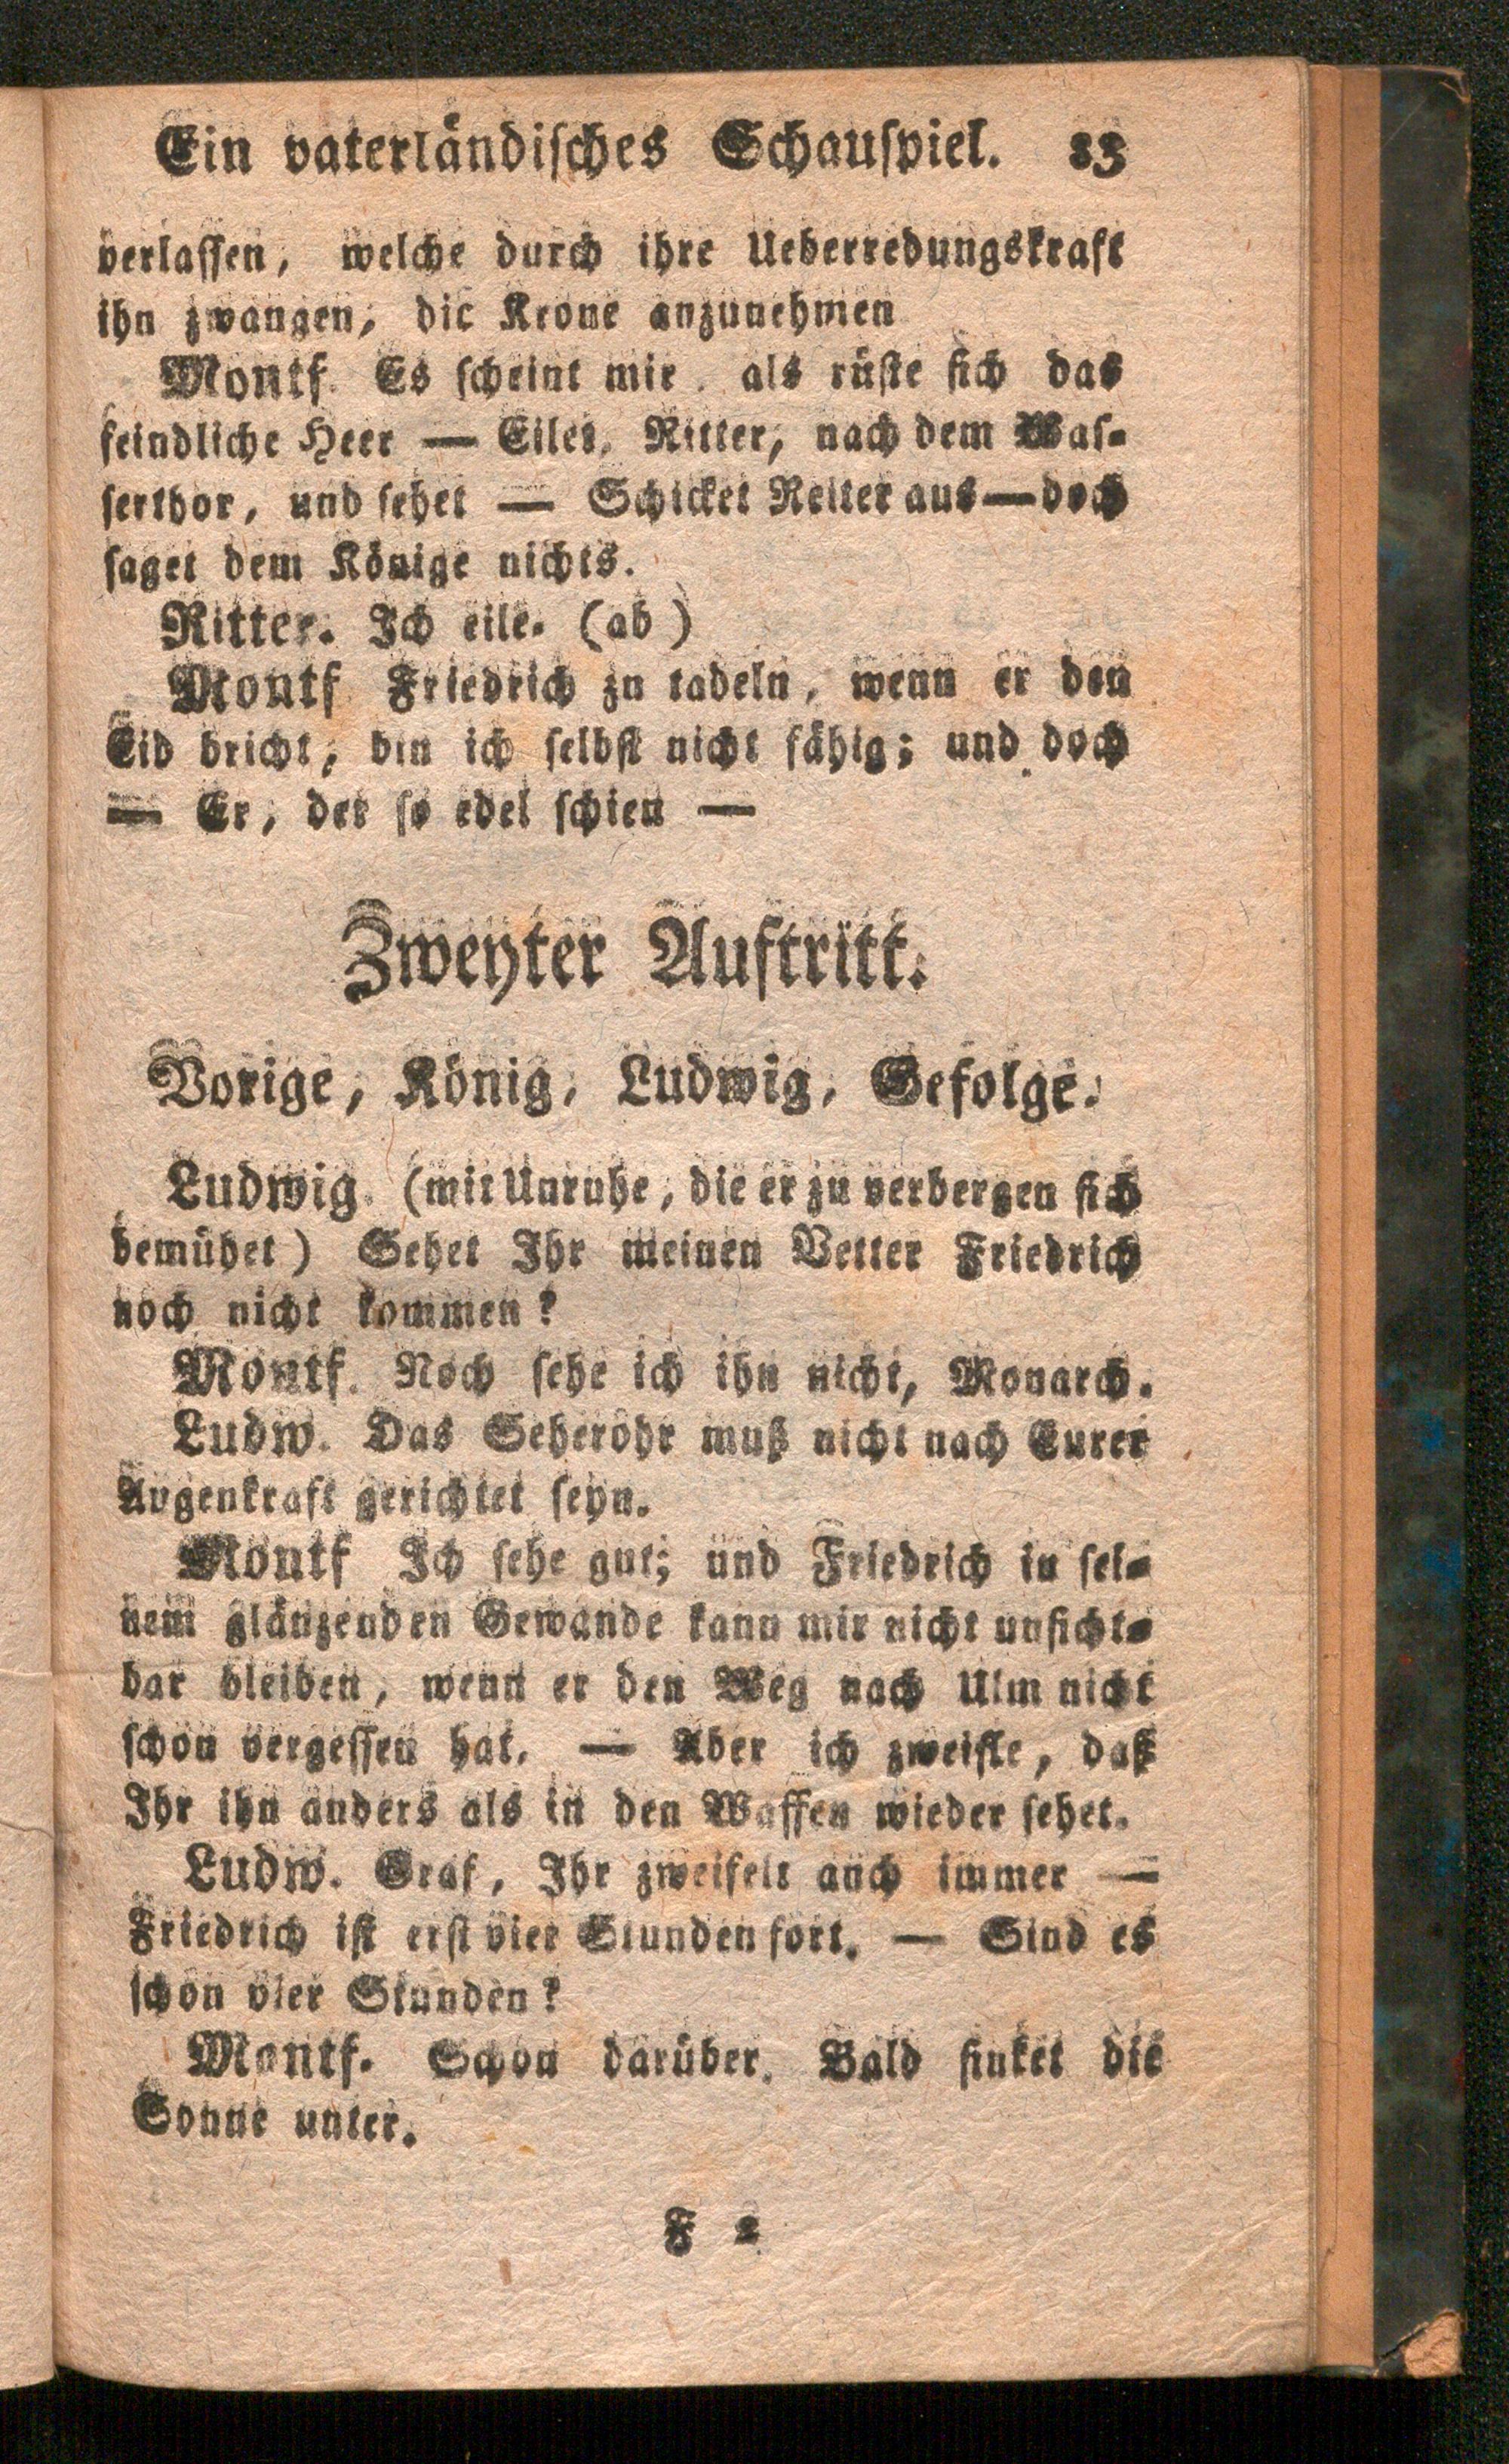 Ein vaterländiſches Schauſpiel. 83
verlaſſen, welche durch ihre Ueberredungskraft
ihn zwangen, die Krone anzunehmen
Montf. Es ſcheint mir. als rüſte ſich das
feindliche Heer — Eilet, Ritter, nach dem Waſ-
ſerthor, und ſehet — Schicket Reiter aus — doch
ſaget dem Könige nichts.
Ritter. Ich eile. (ab)
Montf Friedrich zu tadeln, wenn er den
Eid bricht, bin ich ſelbſt nicht fähig; und doch
— Er, der ſo edel ſchien —
Zweyter Auftritt.
Vorige, König, Ludwig, Gefolge.
Ludwig. (mit Unruhe, die er zu verbergen ſich
bemühet) Sehet Ihr meinen Vetter Friedrich
noch nicht kommen?
Montf. Noch ſehe ich ihn nicht, Monarch.
Ludw. Das Seherohr muß nicht nach Eurer
Augenkraft gerichtet ſeyn.
Montf Ich ſehe gut; und Friedrich in ſei-
nem glänzenden Gewande kann mir nicht unſicht-
bar bleiben, wenn er den Weg nach Ulm nicht
ſchon vergeſſen hat. — Aber ich zweifle, daß
Ihr ihn anders als in den Waffen wieder ſehet.
Ludw. Graf, Ihr zweifelt auch immer —
Friedrich iſt erſt vier Stunden fort. — Sind es
ſchon vier Stunden?
Montf. Schon darüber. Bald ſinket die
Sonne unter.
F 2